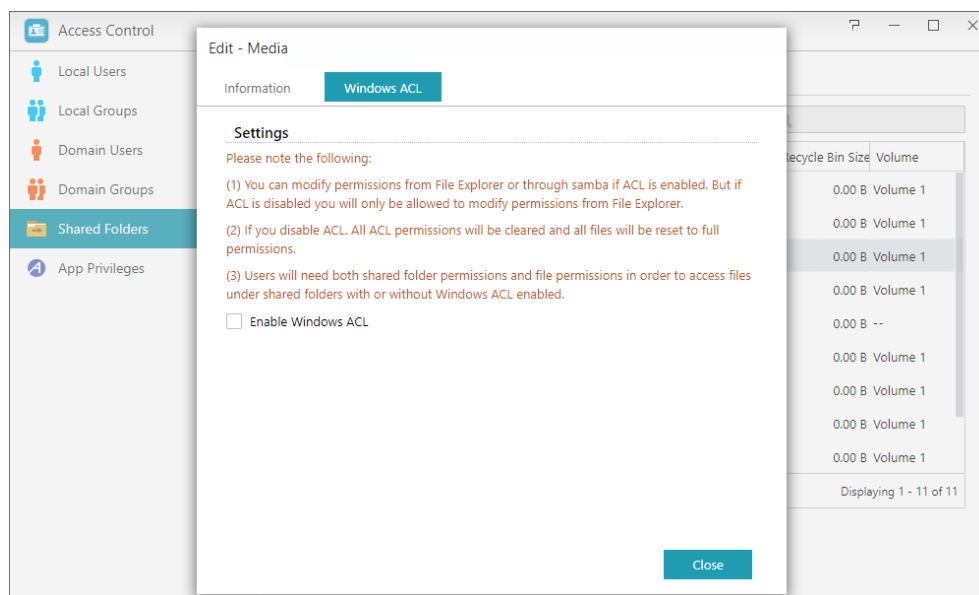 Access Control
Local Users
Local Groups
Domain Users
Domain Groups
Shared Folders
App Privileges
Edit - Media
Information
Windows ACL
Settings
Please note the following:
(1) You can modify permissions from File Explorer or through samba if ACL is enabled. But if
ACL is disabled you will only be allowed to modify permissions from File Explorer.
(2) If you disable ACL. All ACL permissions will be cleared and all files will be reset to full
permissions.
(3) Users will need both shared folder permissions and file permissions in order to access files
under shared folders with or without Windows ACL enabled.
Enable Windows ACL
Close
Recycle Bin Size Volume
0.00 B Volume 1
0.00 B Volume 1
0.00 B Volume 1
0.00 B Volume 1
0.00 B --
0.00 B Volume 1
0.00 B Volume 1
0.00 B Volume 1
0.00 B Volume 1
Displaying 1 - 11 of 11